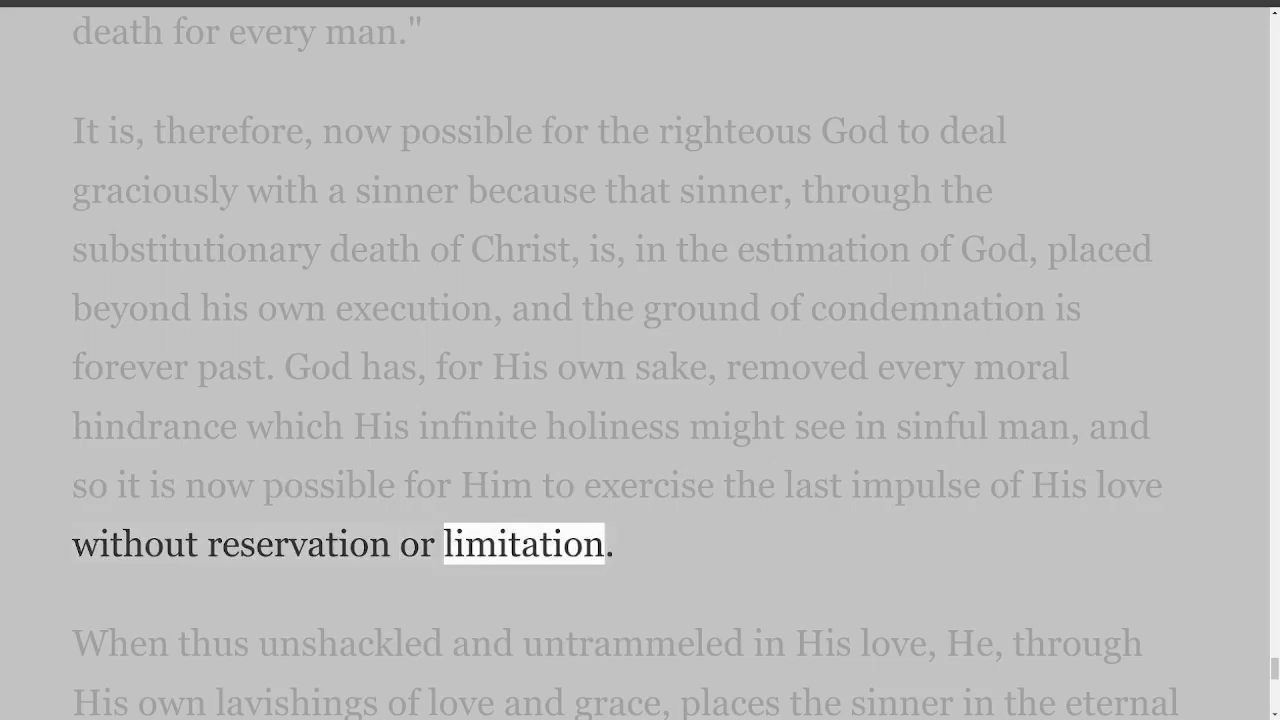 death for every man."
It is, therefore, now possible for the righteous God to deal
graciously with a sinner because that sinner, through the
substitutionary death of Christ, is, in the estimation of God, placed
beyond his own execution, and the ground of condemnation is
forever past. God has, for His own sake, removed every moral
hindrance which His infinite holiness might see in sinful man, and
so it is now possible for Him to exercise the last impulse of His love
without reservation or limitation.
When thus unshackled and untrammeled in His love, He, through
His own lavishings of love and grace, places the sinner in the eternal